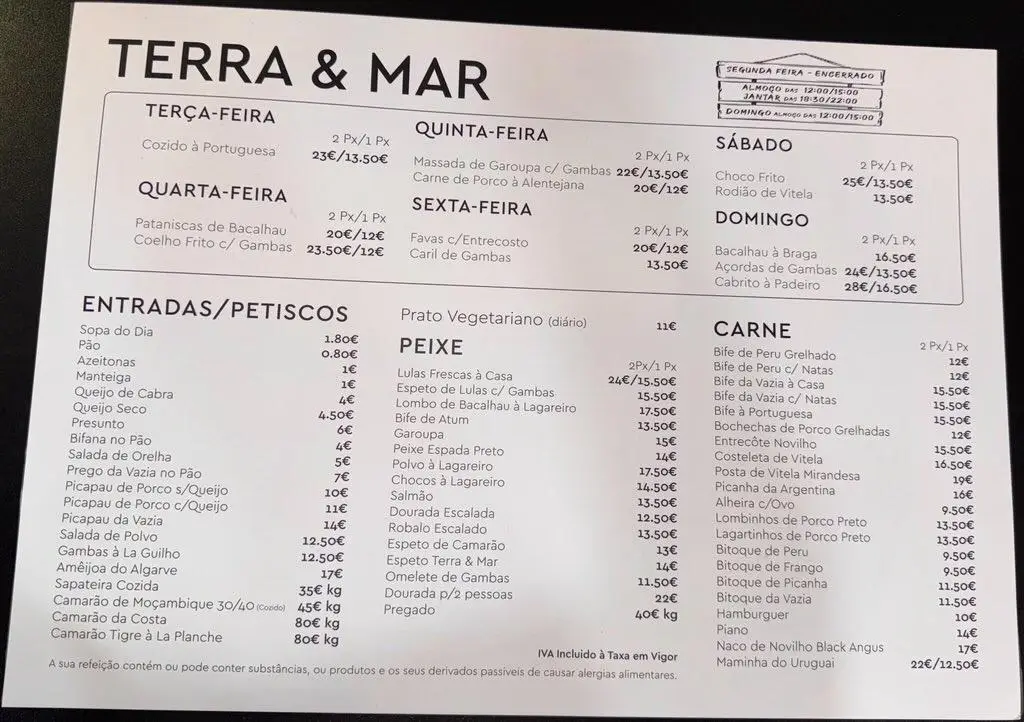 TERRA & MAR
SEGUNDA FEIRA - ENCERRADO
ALMOÇO DAS 12:00/15:00
JANTAR DAS 18:30/22:00
DOMINGO ALMOÇO DAS 12:00/15:00
TERÇA-FEIRA
2 Px/1 Px
Cozido à Portuguesa 23€/13.50€
QUARTA-FEIRA
2 Px/1 Px
Pataniscas de Bacalhau 20€/12€
Coelho Frito c/ Gambas 23.50€/12€
QUINTA-FEIRA
2 Px/1 Px
Massada de Garoupa c/ Gambas 22€/13.50€
Carne de Porco à Alentejana 20€/12€
SEXTA-FEIRA
2 Px/1 Px
Favas c/Entrecosto 20€/12€
Caril de Gambas 13.50€
SÁBADO
2 Px/1 Px
Choco Frito 25€/13.50€
Rodião de Vitela 13.50€
DOMINGO
2 Px/1 Px
Bacalhau à Braga 16.50€
Açordas de Gambas 24€/13.50€
Cabrito à Padeiro 28€/16.50€
ENTRADAS/PETISCOS
Sopa do Dia 1.80€
Pão 0.80€
Azeitonas 1€
Manteiga 1€
Queijo de Cabra 4€
Queijo Seco 4.50€
Presunto 6€
Bifana no Pão 4€
Salada de Orelha 5€
Prego da Vazia no Pão 7€
Picapau de Porco s/Queijo 10€
Picapau de Porco c/Queijo 11€
Picapau da Vazia 14€
Salada de Polvo 12.50€
Gambas à La Guilho 12.50€
Amêijoa do Algarve 17€
Sapateira Cozida 35€ kg
Camarão de Moçambique 30/40 (Cozido) 45€ kg
Camarão da Costa 80€ kg
Camarão Tigre à La Planche 80€ kg
Prato Vegetariano (diário) 11€
PEIXE
2Px/1 Px
Lulas Frescas à Casa 24€/15.50€
Espeto de Lulas c/ Gambas 15.50€
Lombo de Bacalhau à Lagareiro 17.50€
Bife de Atum 13.50€
Garoupa 15€
Peixe Espada Preto 14€
Polvo à Lagareiro 17.50€
Chocos à Lagareiro 14.50€
Salmão 13.50€
Dourada Escalada 12.50€
Robalo Escalado 13.50€
Espeto de Camarão 13€
Espeto Terra & Mar 14€
Omelete de Gambas 11.50€
Dourada p/2 pessoas 22€
Pregado 40€ kg
CARNE
2 Px/1 Px
Bife de Peru Grelhado 12€
Bife de Peru c/ Natas 12€
Bife da Vazia à Casa 15.50€
Bife da Vazia c/ Natas 15.50€
Bife à Portuguesa 15.50€
Bochechas de Porco Grelhadas 12€
Entrecôte Novilho 15.50€
Costeleta de Vitela 16.50€
Posta de Vitela Mirandesa 19€
Picanha da Argentina 16€
Alheira c/Ovo 9.50€
Lombinhos de Porco Preto 13.50€
Lagartinhos de Porco Preto 13.50€
Bitoque de Peru 9.50€
Bitoque de Frango 9.50€
Bitoque de Picanha 11.50€
Bitoque da Vazia 11.50€
Hamburguer 10€
Piano 14€
Naco de Novilho Black Angus 17€
Maminha do Uruguai 22€/12.50€
IVA Incluido à Taxa em Vigor
A sua refeição contém ou pode conter substâncias, ou produtos e os seus derivados passíveis de causar alergias alimentares.